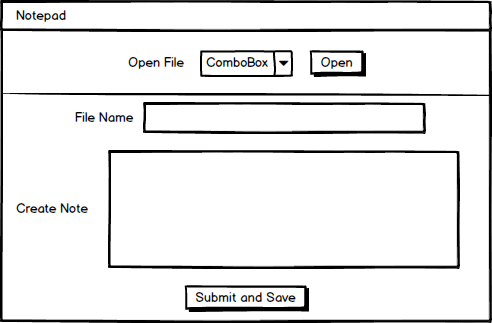 Notepad
Open File ComboBox Open
File Name
Create Note
Submit and Save